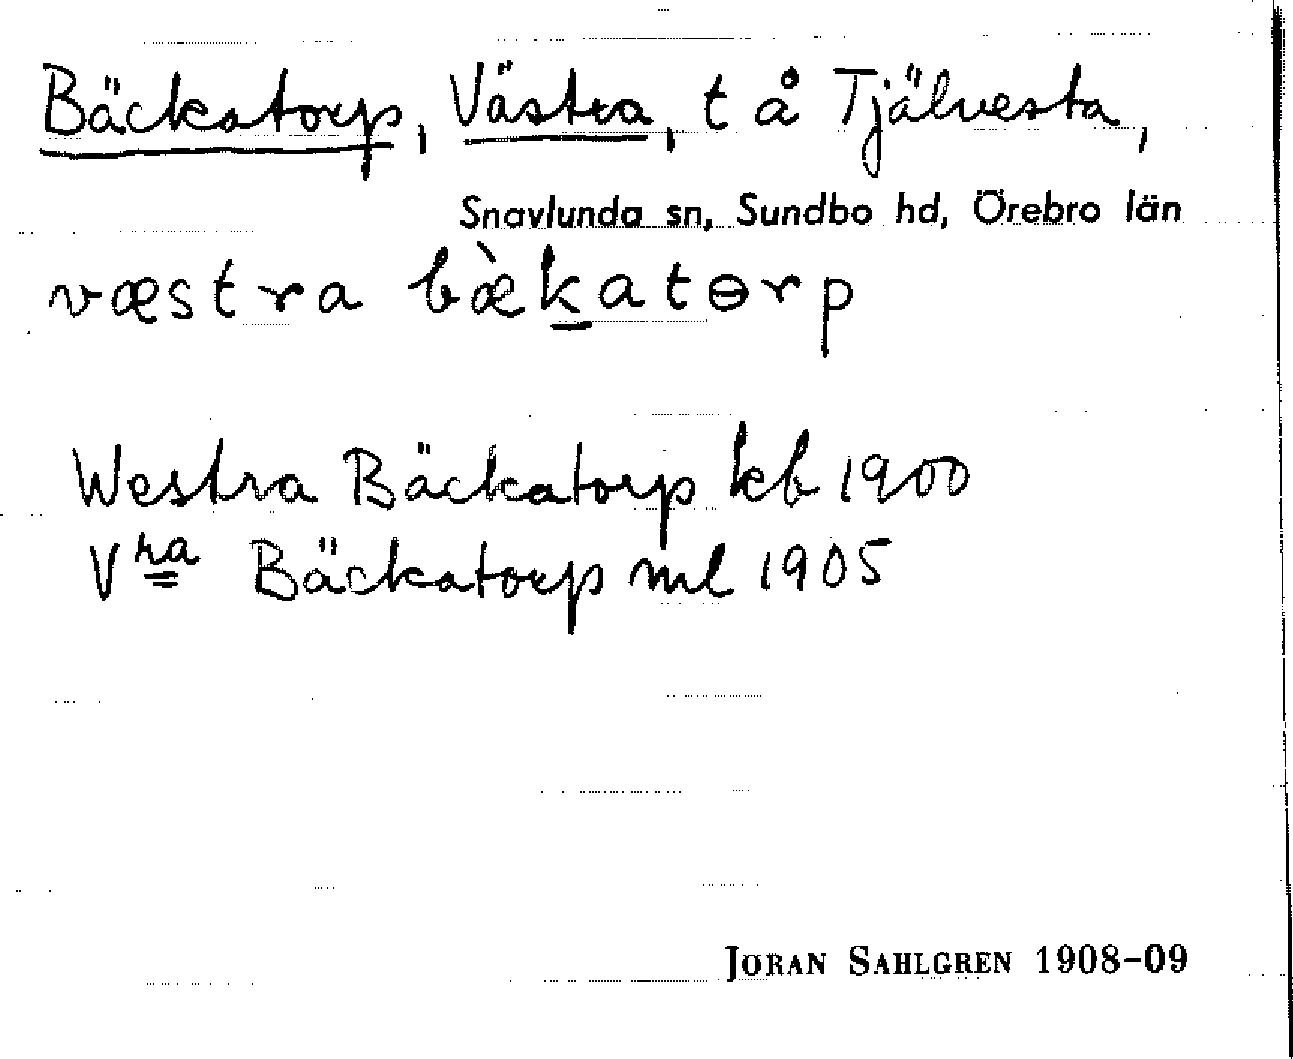 Bäckatorp, Västra, t å Tjälvesta,
Snavlunda sn, Sundbo hd, Örebro län
væstra bæ̀k̲atɵrp
Westra Bäckatorp kb 1900
Vra Bäckatorp ml 1905
JORAN SAHLGREN 1908–09